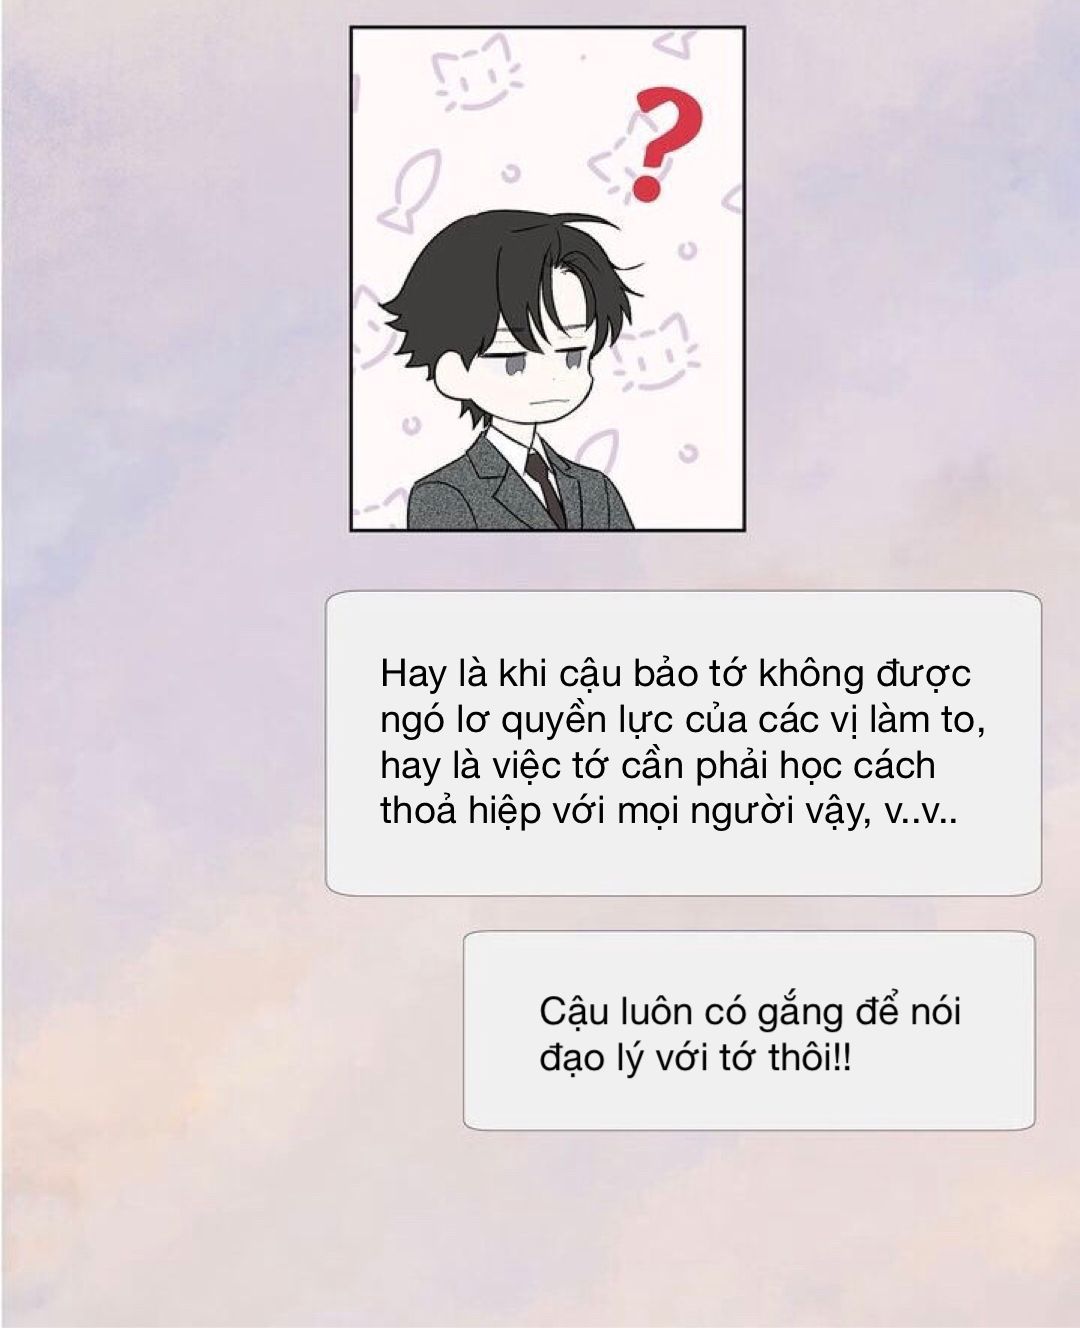 ?
Hay là khi cậu bảo tớ không được
ngó lơ quyền lực của các vị làm to,
hay là việc tớ cần phải học cách
thoả hiệp với mọi người vậy, v..v..
Cậu luôn có gắng để nói
đạo lý với tớ thôi!!